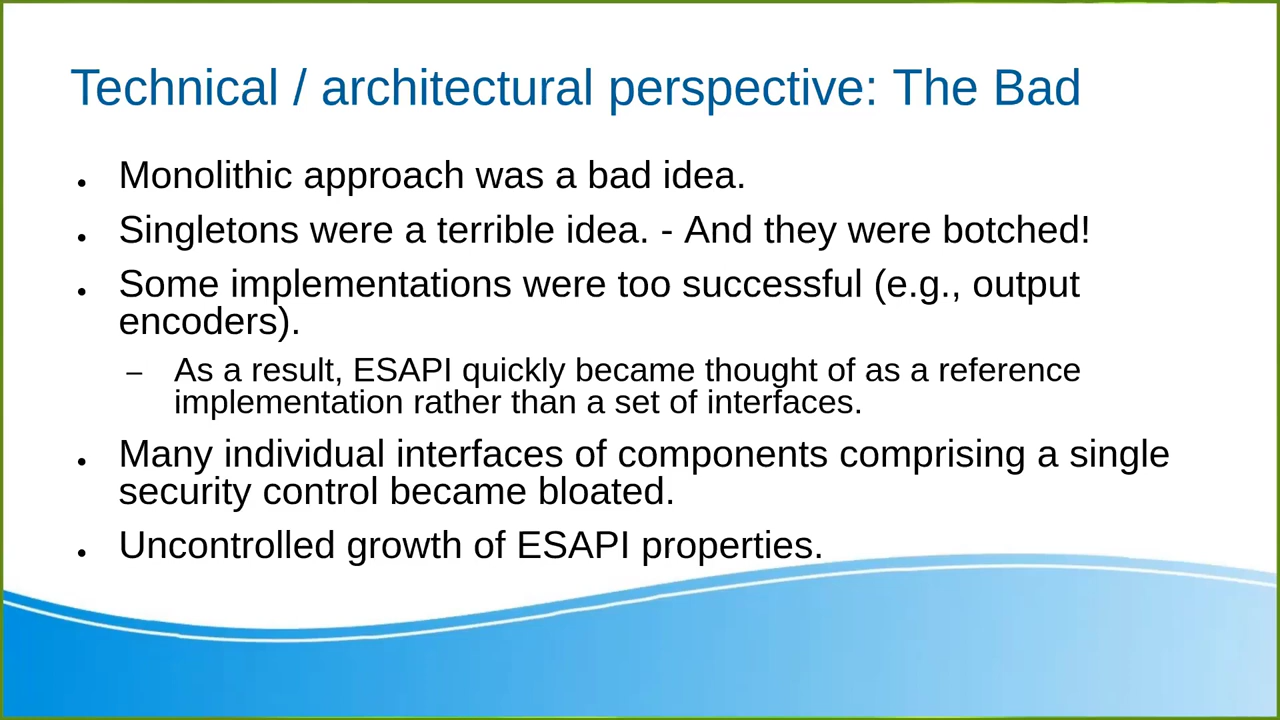 Technical / architectural perspective: The Bad
● Monolithic approach was a bad idea.
● Singletons were a terrible idea. - And they were botched!
● Some implementations were too successful (e.g., output
encoders).
– As a result, ESAPI quickly became thought of as a reference
implementation rather than a set of interfaces.
● Many individual interfaces of components comprising a single
security control became bloated.
● Uncontrolled growth of ESAPI properties.